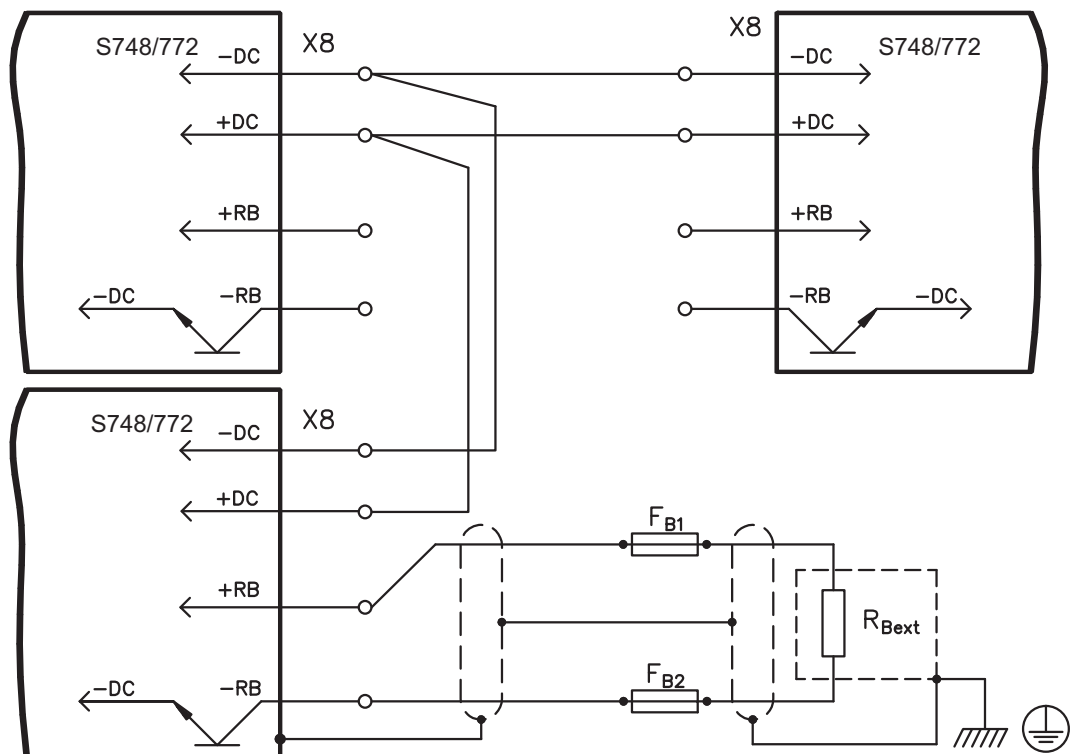 S748/772
X8
-DC
+DC
+RB
-DC
-RB
X8
S748/772
-DC
+DC
+RB
-RB
-DC
S748/772
X8
-DC
+DC
+RB
-DC
-RB
FB1
RBext
FB2